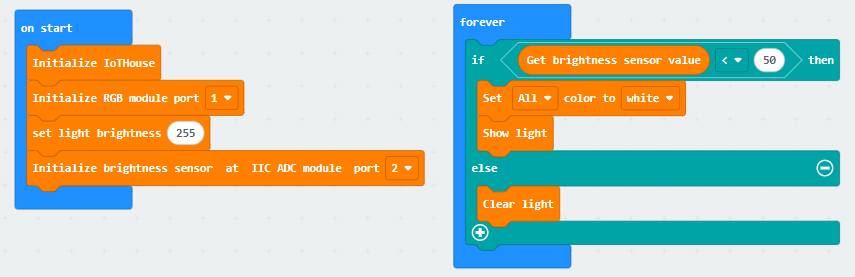 on start
Initialize IoTHouse
Initialize RGB module port 1
set light brightness 255
Initialize brightness sensor at IIC ADC module port 2
forever
if Get brightness sensor value < 50 then
Set All color to white
Show light
else
Clear light